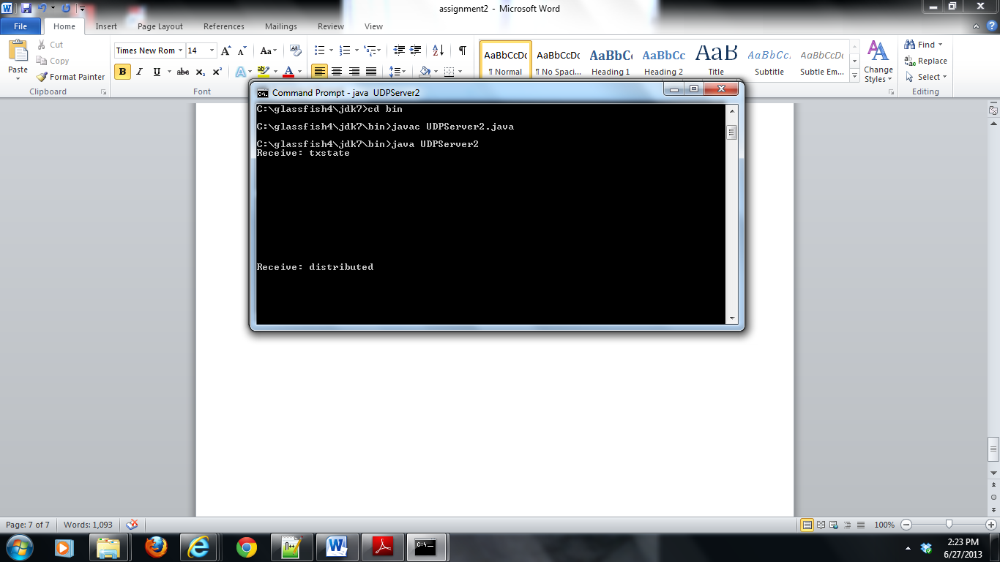 assignment2 - Microsoft Word
File Home Insert Page Layout References Mailings Review View
Paste
Cut
Copy
Format Painter
Clipboard
Times New Rom 14
B I U abc
Font
AaBbCcDc
¶ Normal
AaBbCcDc
¶ No Spaci...
AaBbCc
Heading 1
AaBbCc
Heading 2
AaB
Title
AaBbCcI
Subtitle
AaBbCcDc
Subtle Em...
Change
Styles
Find
Replace
Select
Editing
Command Prompt - java UDPServer2
C:\glassfish4\jdk7>cd bin
C:\glassfish4\jdk7\bin>javac UDPServer2.java
C:\glassfish4\jdk7\bin>java UDPServer2
Receive: txstate
Receive: distributed
Page: 7 of 7 Words: 1,093
100%
2:23 PM
6/27/2013